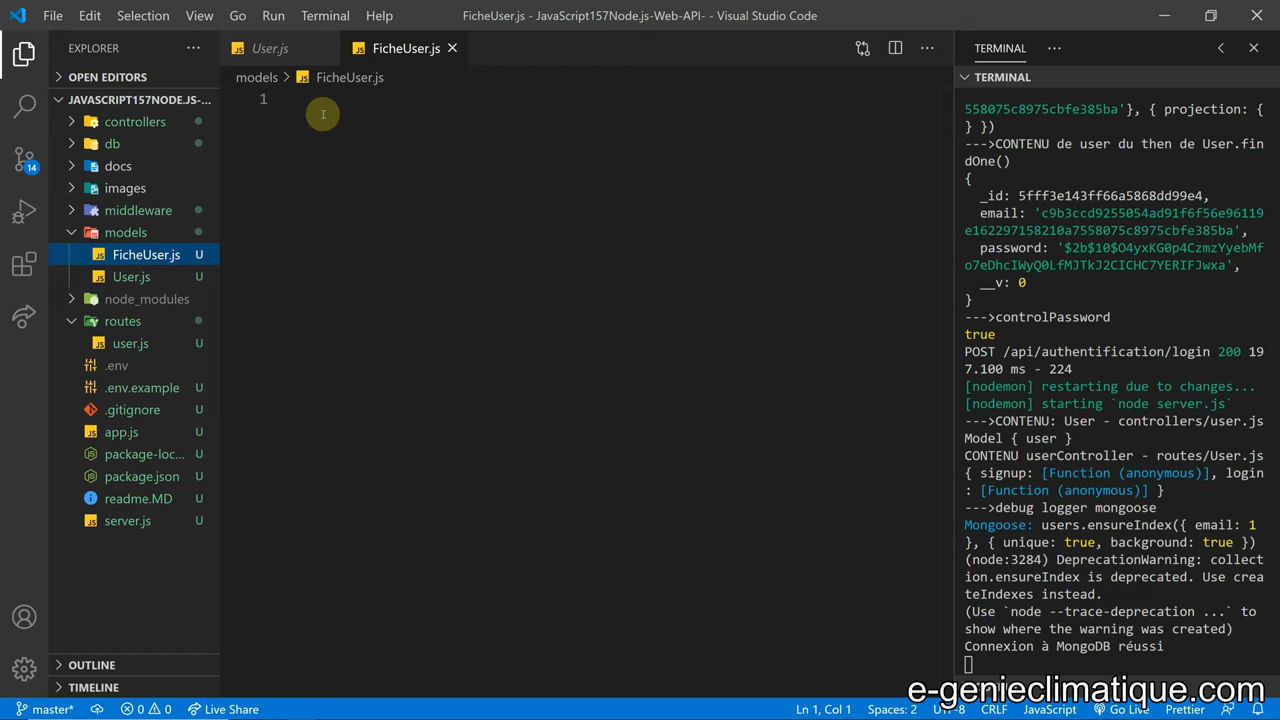 File Edit Selection View Go Run Terminal Help FicheUser.js - JavaScript157Node.js-Web-API- - Visual Studio Code
EXPLORER
OPEN EDITORS
JAVASCRIPT157NODE.JS-...
controllers
db
docs
images
middleware
models
FicheUser.js U
User.js U
node_modules
routes
user.js U
.env
.env.example U
.gitignore U
app.js U
package-loc... U
package.json U
readme.MD U
server.js U
OUTLINE
TIMELINE
14
User.js FicheUser.js
models > FicheUser.js
1
TERMINAL
TERMINAL
558075c8975cbfe385ba'}, { projection: {
} })
--->CONTENU de user du then de User.fin
dOne()
{
_id: 5fff3e143ff66a5868dd99e4,
email: 'c9b3ccd9255054ad91f6f56e96119
e162297158210a7558075c8975cbfe385ba',
password: '$2b$10$O4yxKG0p4CzmzYyebMf
o7eDhcIWyQ0LfMJTkJ2CICHC7YERIFJwxa',
__v: 0
}
--->controlPassword
true
POST /api/authentification/login 200 19
7.100 ms - 224
[nodemon] restarting due to changes...
[nodemon] starting `node server.js`
--->CONTENU: User - controllers/user.js
Model { user }
CONTENU userController - routes/User.js
{ signup: [Function (anonymous)], login
: [Function (anonymous)] }
--->debug logger mongoose
Mongoose: users.ensureIndex({ email: 1
}, { unique: true, background: true })
(node:3284) DeprecationWarning: collect
ion.ensureIndex is deprecated. Use crea
teIndexes instead.
(Use `node --trace-deprecation ...` to
show where the warning was created)
Connexion à MongoDB réussi
e-genieclimatique.com
master* 0 0 Live Share Ln 1, Col 1 Spaces: 2 UTF-8 CRLF JavaScript Go Live Prettier